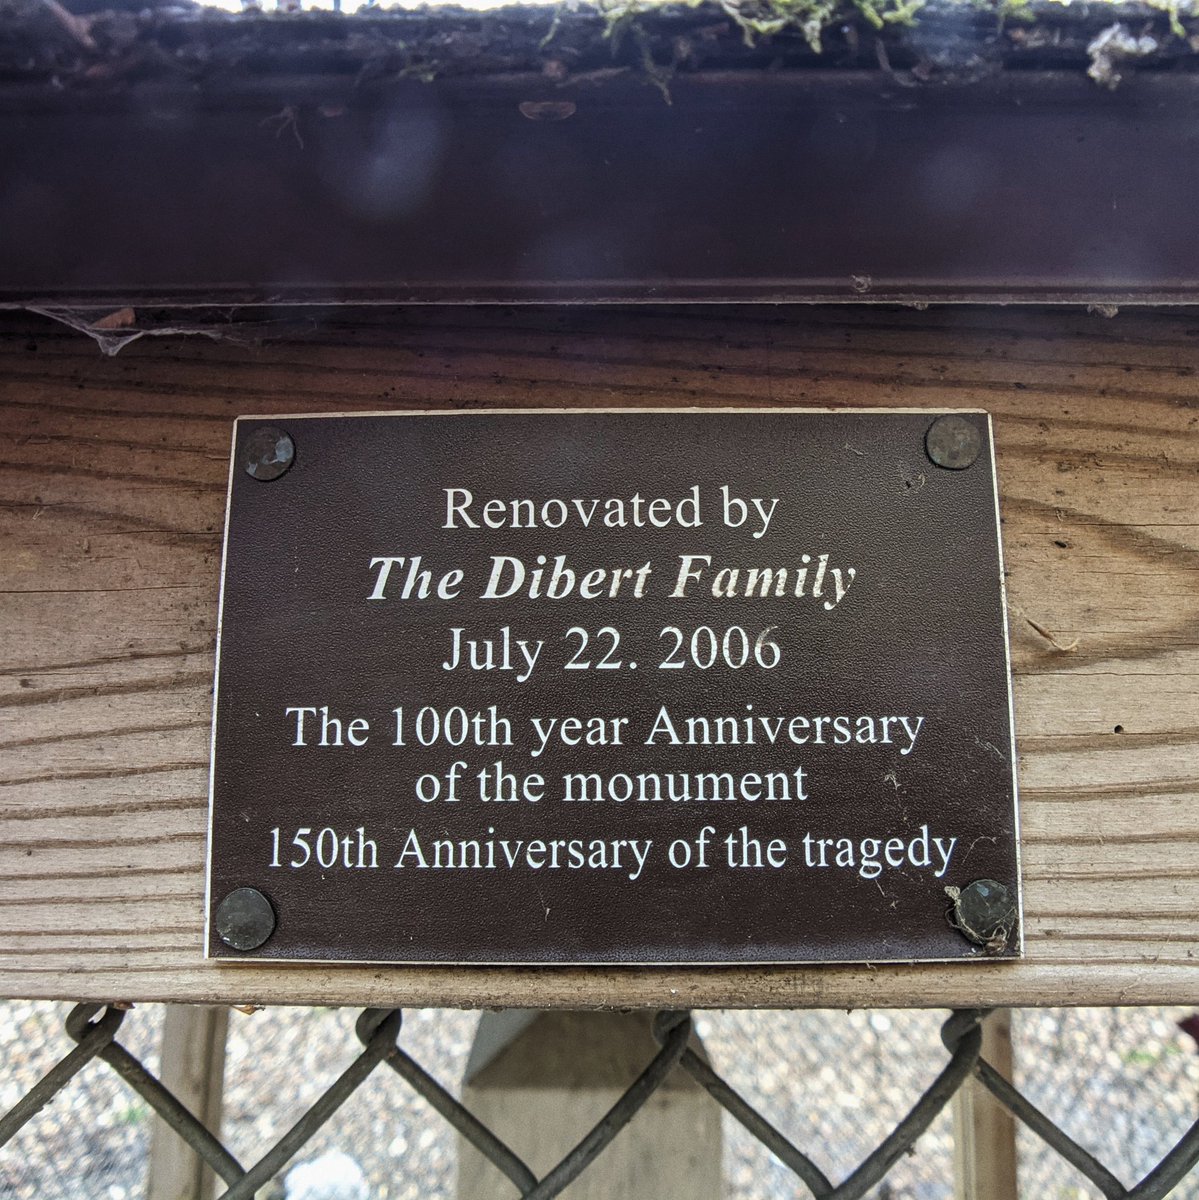 Renovated by
The Dibert Family
July 22. 2006
The 100th year Anniversary
of the monument
150th Anniversary of the tragedy